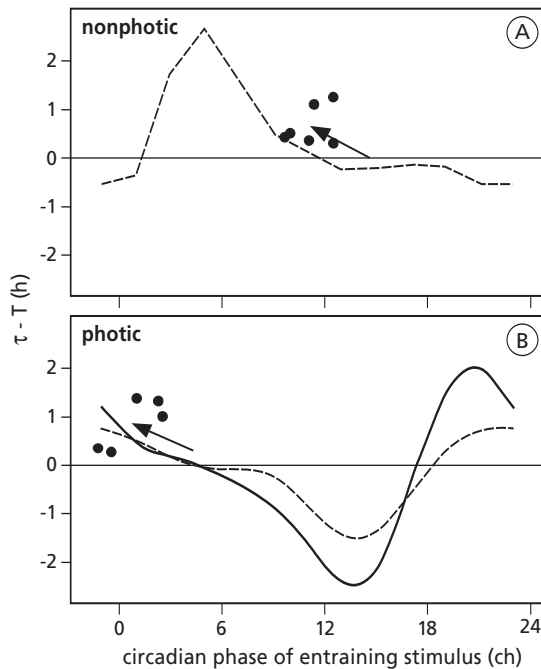 nonphotic
A
2
1
0
-1
-2
τ - T (h)
photic
B
2
1
0
-1
-2
0 6 12 18 24
circadian phase of entraining stimulus (ch)